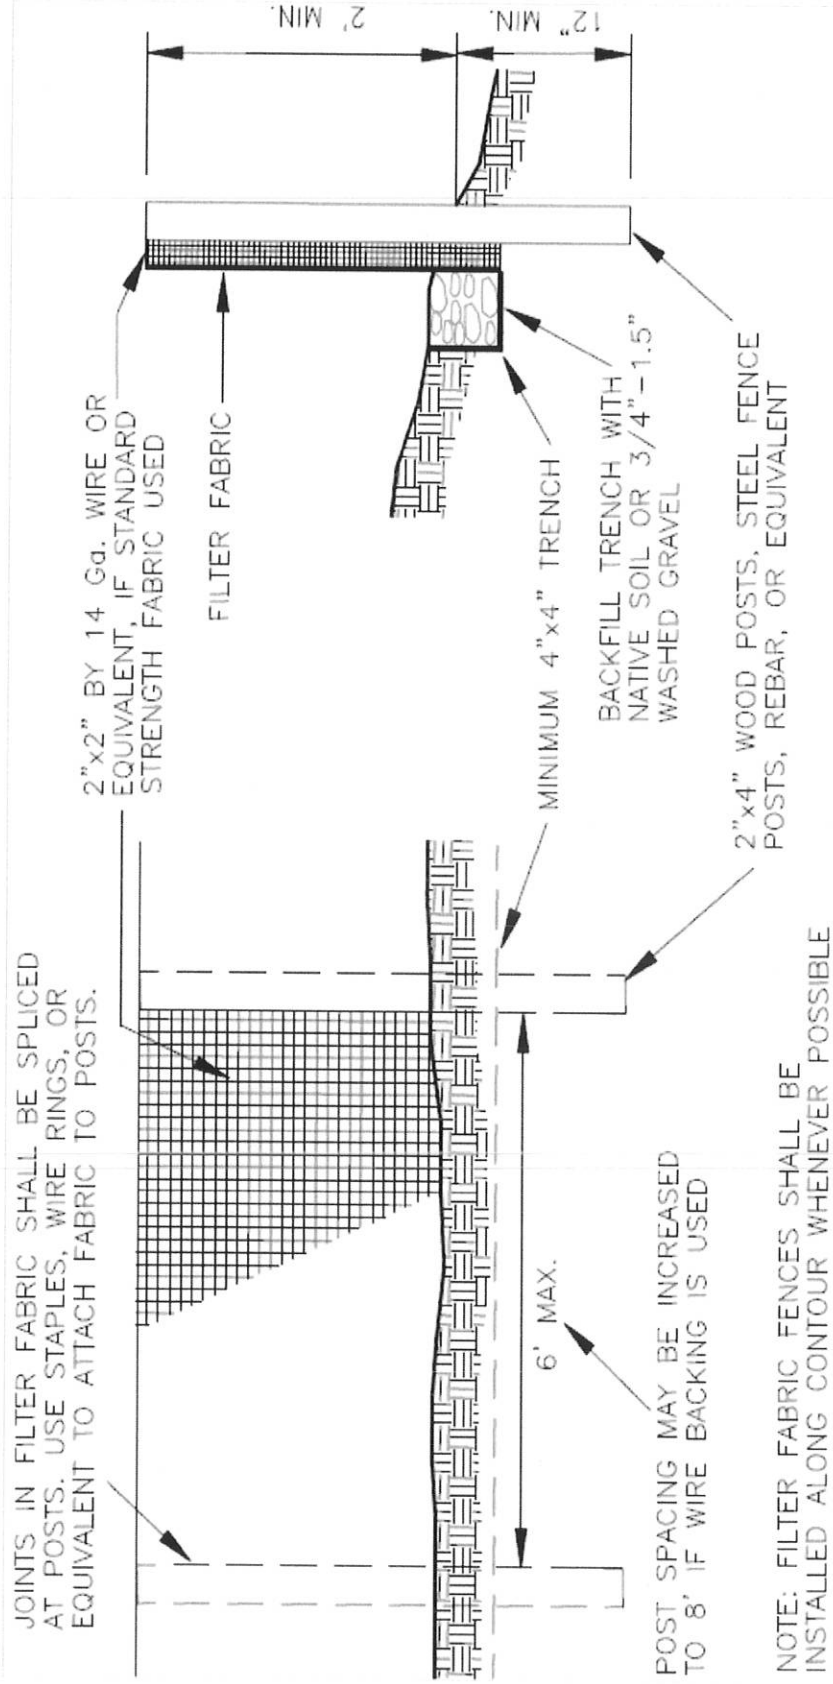 JOINTS IN FILTER FABRIC SHALL BE SPLICED
AT POSTS. USE STAPLES, WIRE RINGS, OR
EQUIVALENT TO ATTACH FABRIC TO POSTS.
2"x2" BY 14 Ga. WIRE OR
EQUIVALENT, IF STANDARD
STRENGTH FABRIC USED
FILTER FABRIC
2' MIN.
12" MIN.
6' MAX.
MINIMUM 4"x4" TRENCH
BACKFILL TRENCH WITH
NATIVE SOIL OR 3/4"-1.5"
WASHED GRAVEL
POST SPACING MAY BE INCREASED
TO 8' IF WIRE BACKING IS USED
2"x4" WOOD POSTS, STEEL FENCE
POSTS, REBAR, OR EQUIVALENT
NOTE: FILTER FABRIC FENCES SHALL BE
INSTALLED ALONG CONTOUR WHENEVER POSSIBLE